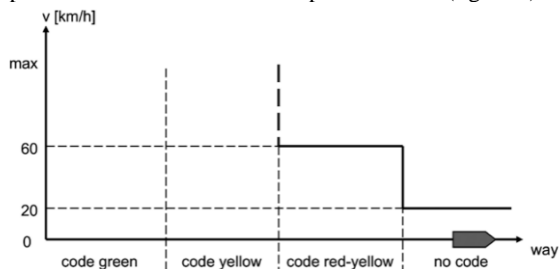 v [km/h]
max
60
20
0
way
code green
code yellow
code red-yellow
no code